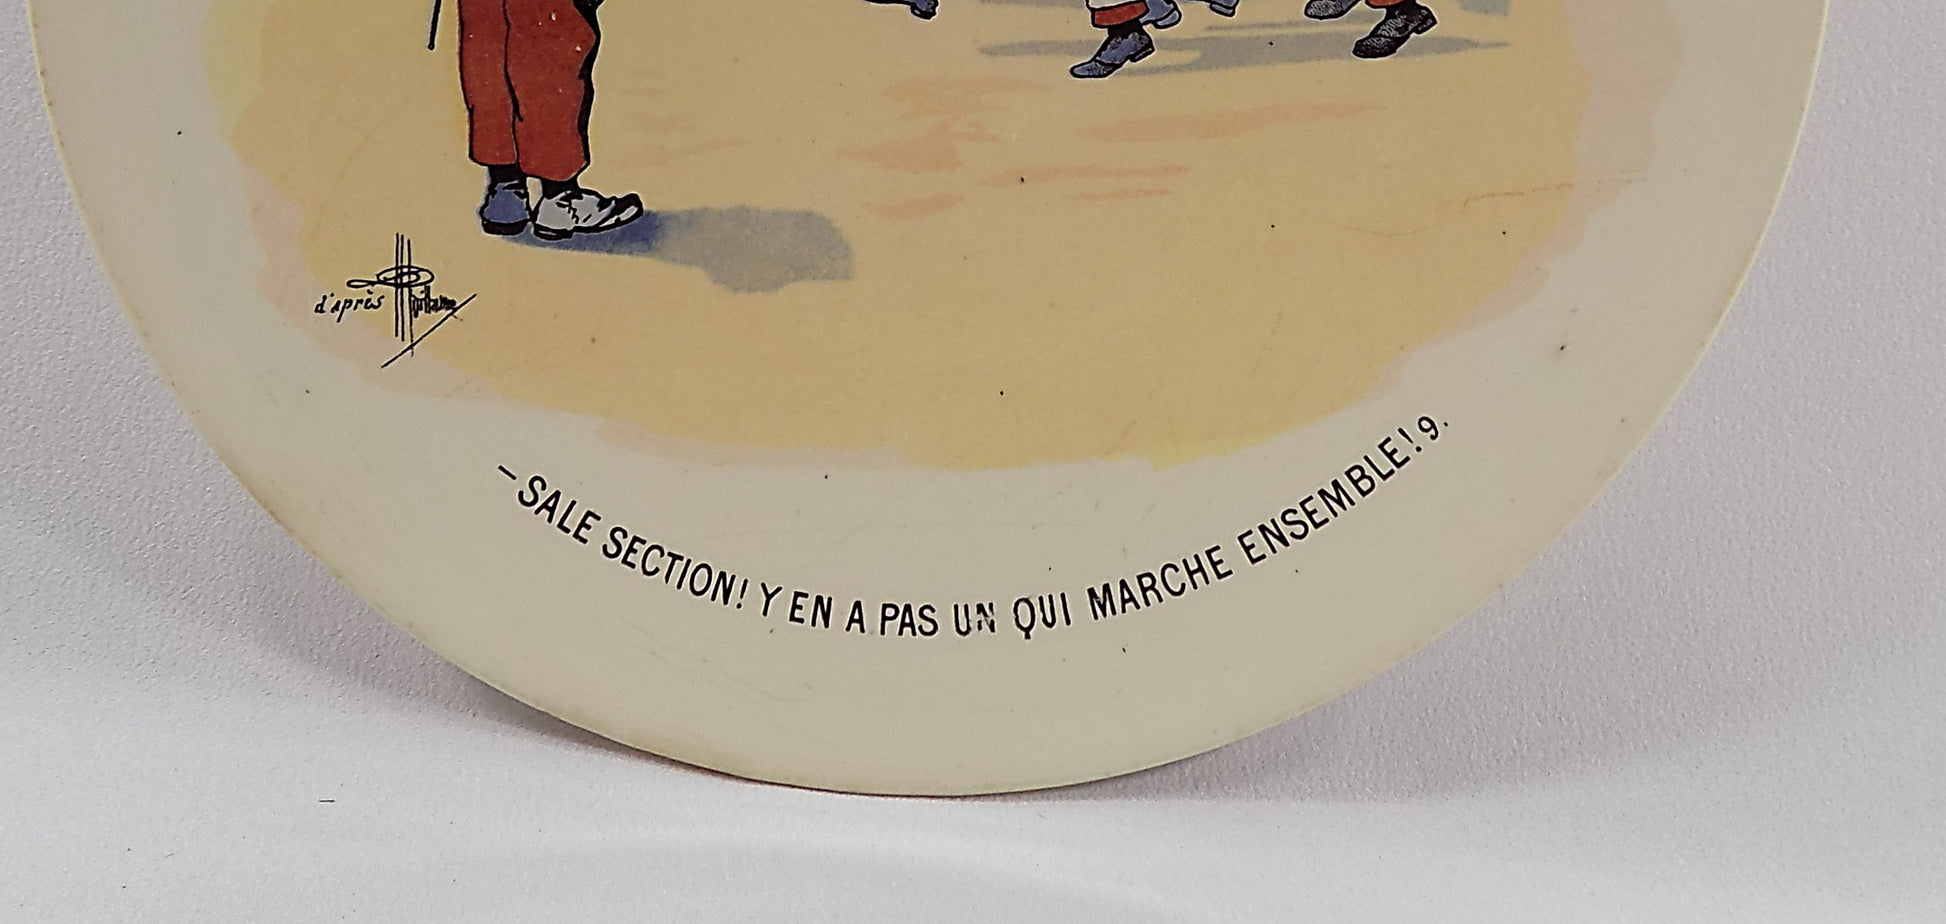 d'après
—SALE SECTION! Y EN A PAS UN QUI MARCHE ENSEMBLE! 9.